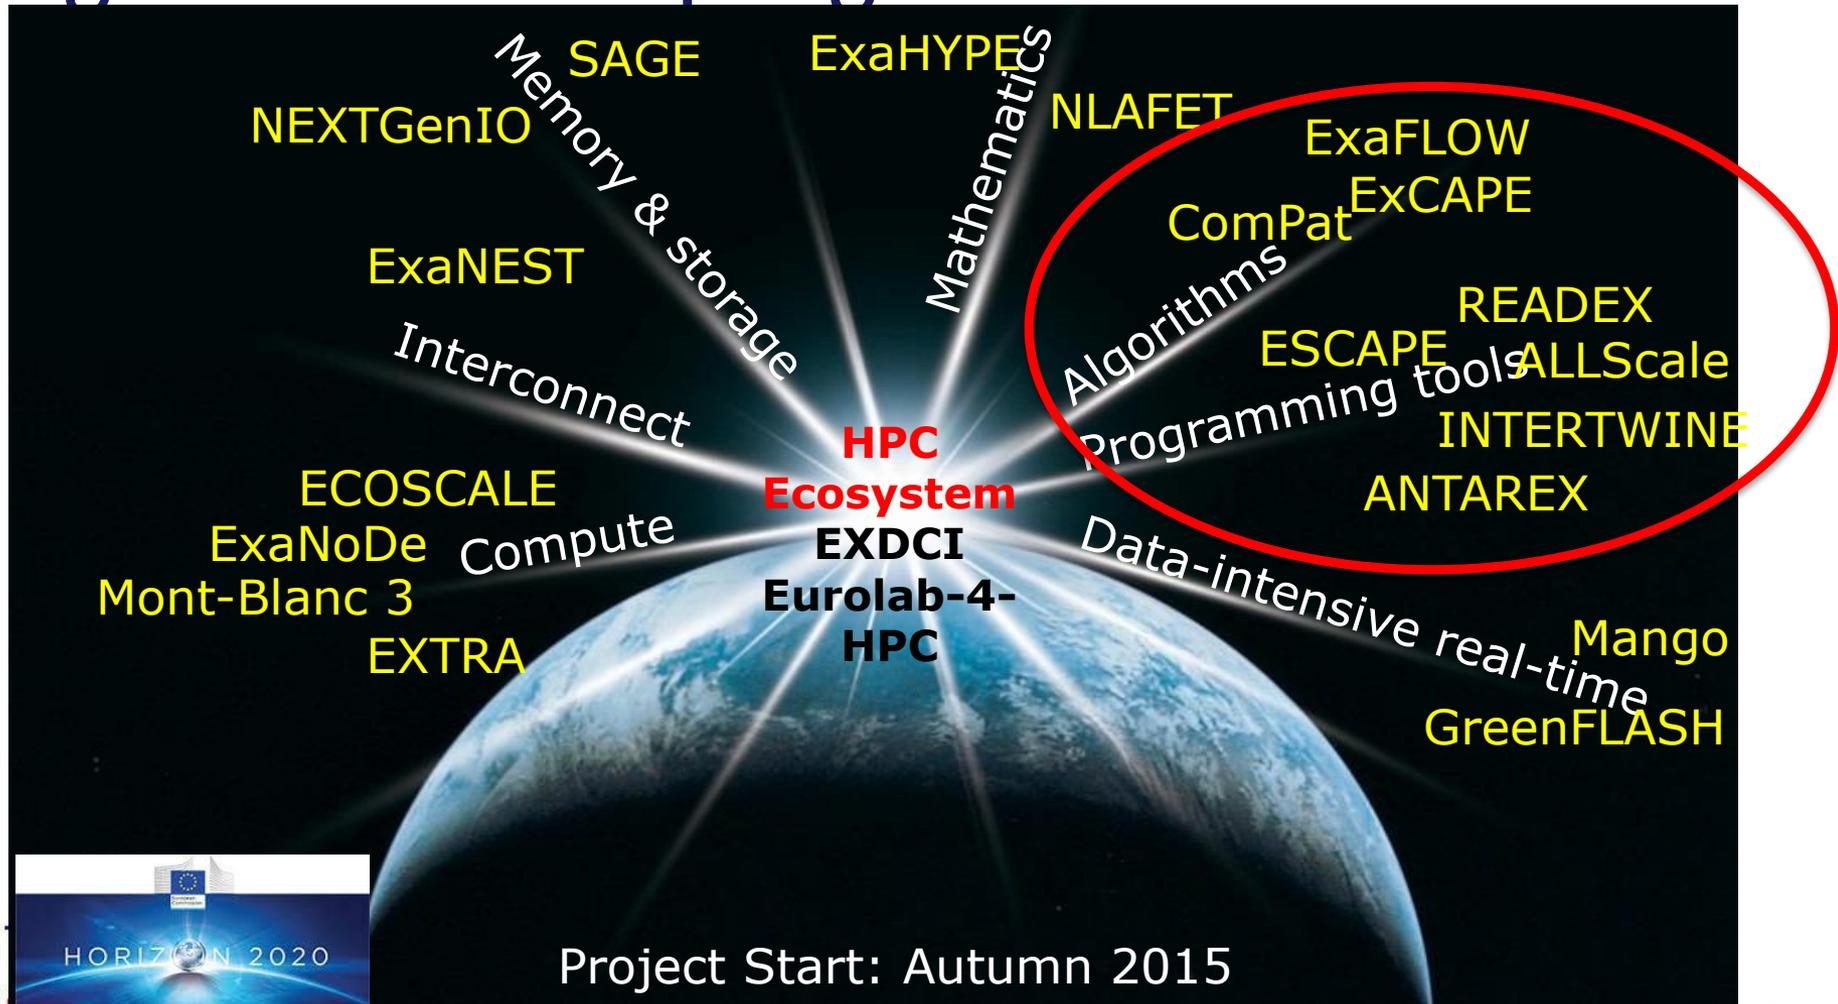 SAGE
ExaHYPE
NEXTGenIO
Memory & storage
Mathematics
NLAFET
ExaFLOW
ExCAPE
ComPat
ExaNEST
Algorithms
READEX
ESCAPE
ALLScale
Interconnect
Programming tools
INTERTWINE
HPC
Ecosystem
EXDCI
Eurolab-4-
HPC
ANTAREX
ECOSCALE
ExaNoDe
Compute
Mont-Blanc 3
EXTRA
Data-intensive real-time
Mango
GreenFLASH
European
Commission
HORIZON 2020
Project Start: Autumn 2015